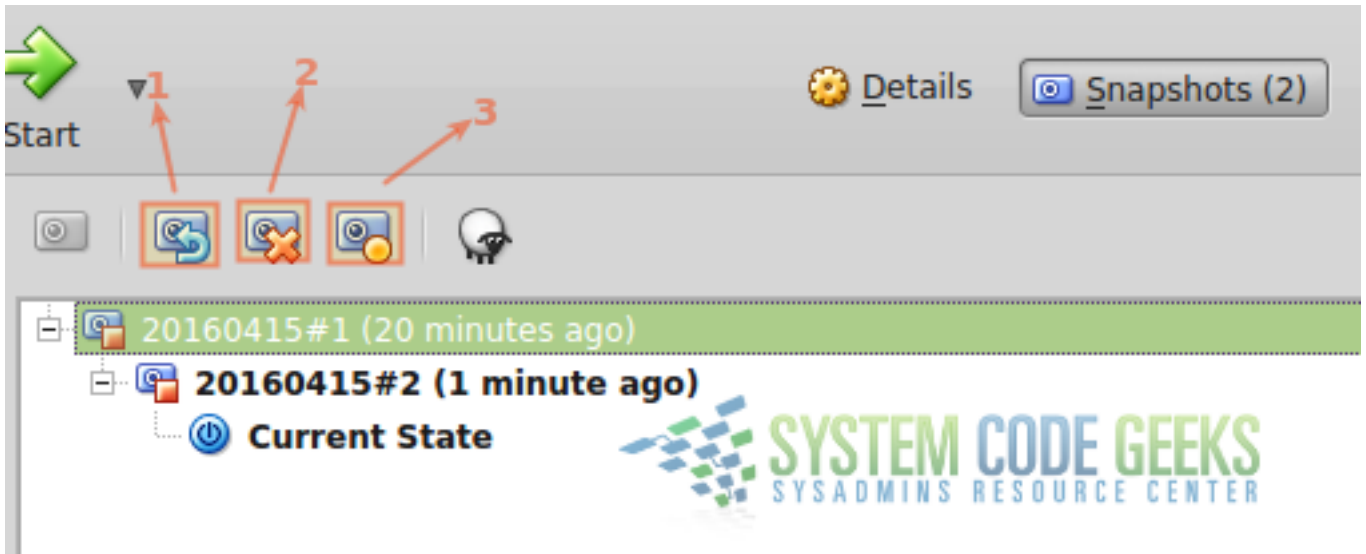 1
2
3
Start
Details
Snapshots (2)
20160415#1 (20 minutes ago)
20160415#2 (1 minute ago)
Current State
SYSTEM CODE GEEKS
SYSADMINS RESOURCE CENTER